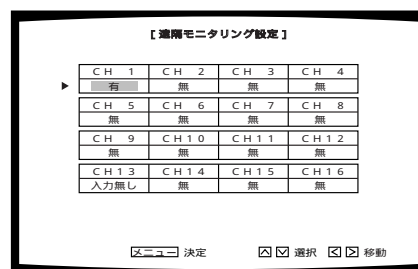 [ 遠隔モニタリング設定 ]
CH 1 CH 2 CH 3 CH 4
▶ 有 無 無 無
CH 5 CH 6 CH 7 CH 8
無 無 無 無
CH 9 CH10 CH11 CH12
無 無 無 無
CH13 CH14 CH15 CH16
入力無し 無 無 無
メニュー 決定 選択 移動